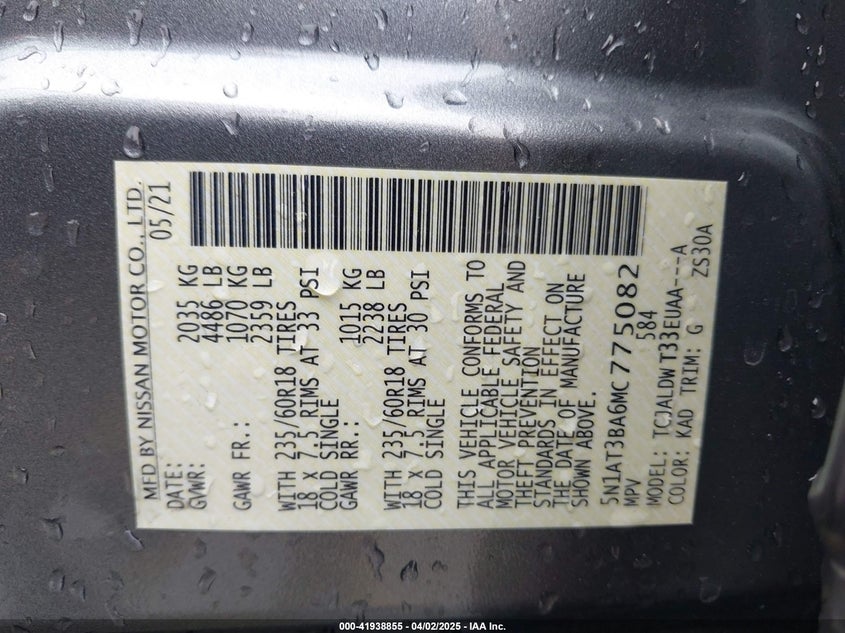 MFD BY NISSAN MOTOR CO., LTD.
DATE: 05/21
GVWR: 2035 KG
4486 LB
GAWR FR.: 1070 KG
2359 LB
WITH 235/60R18 TIRES
18 X 7.5 RIMS AT 33 PSI
COLD SINGLE
GAWR RR.: 1015 KG
2238 LB
WITH 235/60R18 TIRES
18 X 7.5 RIMS AT 30 PSI
COLD SINGLE
THIS VEHICLE CONFORMS TO
ALL APPLICABLE FEDERAL
MOTOR VEHICLE SAFETY AND
THEFT PREVENTION
STANDARDS IN EFFECT ON
THE DATE OF MANUFACTURE
SHOWN ABOVE.
5N1AT3BA6MC775082
MPV 584
MODEL: TCJALDWT33EUAA---A
COLOR: KAD TRIM: G ZS30A
000-41938855 - 04/02/2025 - IAA Inc.